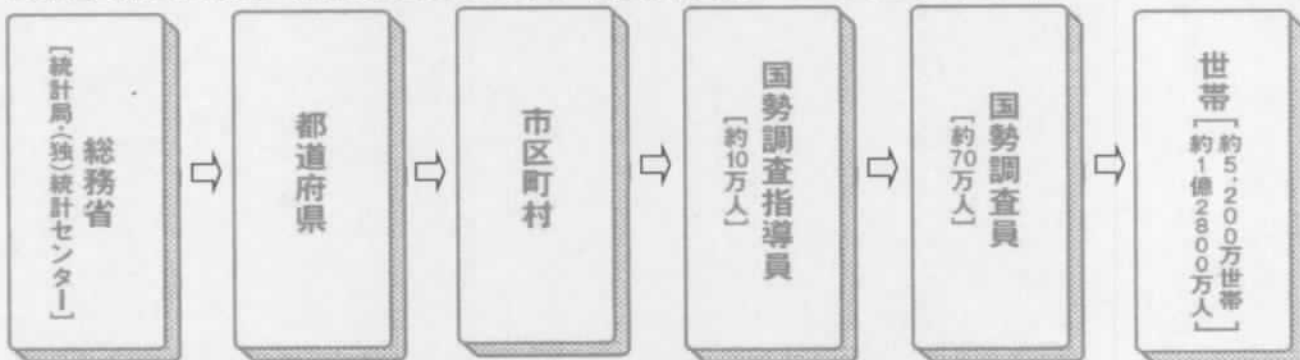 総務省
［統計局・（独）統計センター］
⇨
都道府県
⇨
市区町村
⇨
国勢調査指導員
［約10万人］
⇨
国勢調査員
［約70万人］
⇨
世帯
［約5,200万世帯
約1億2800万人］